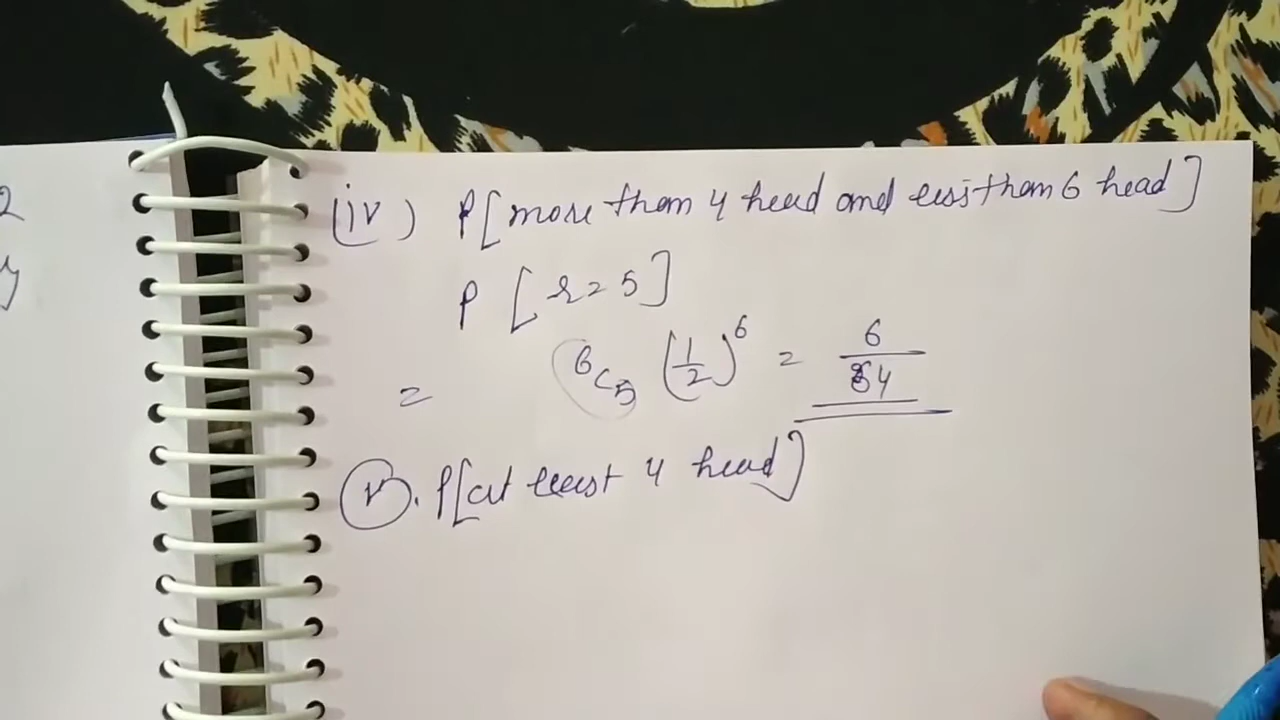 2
y
(iv) P[more than 4 head and less than 6 head]
P [r = 5]
= ⁶C₅ (1/2)⁶ = 6/64
(v). P[at least 4 head]